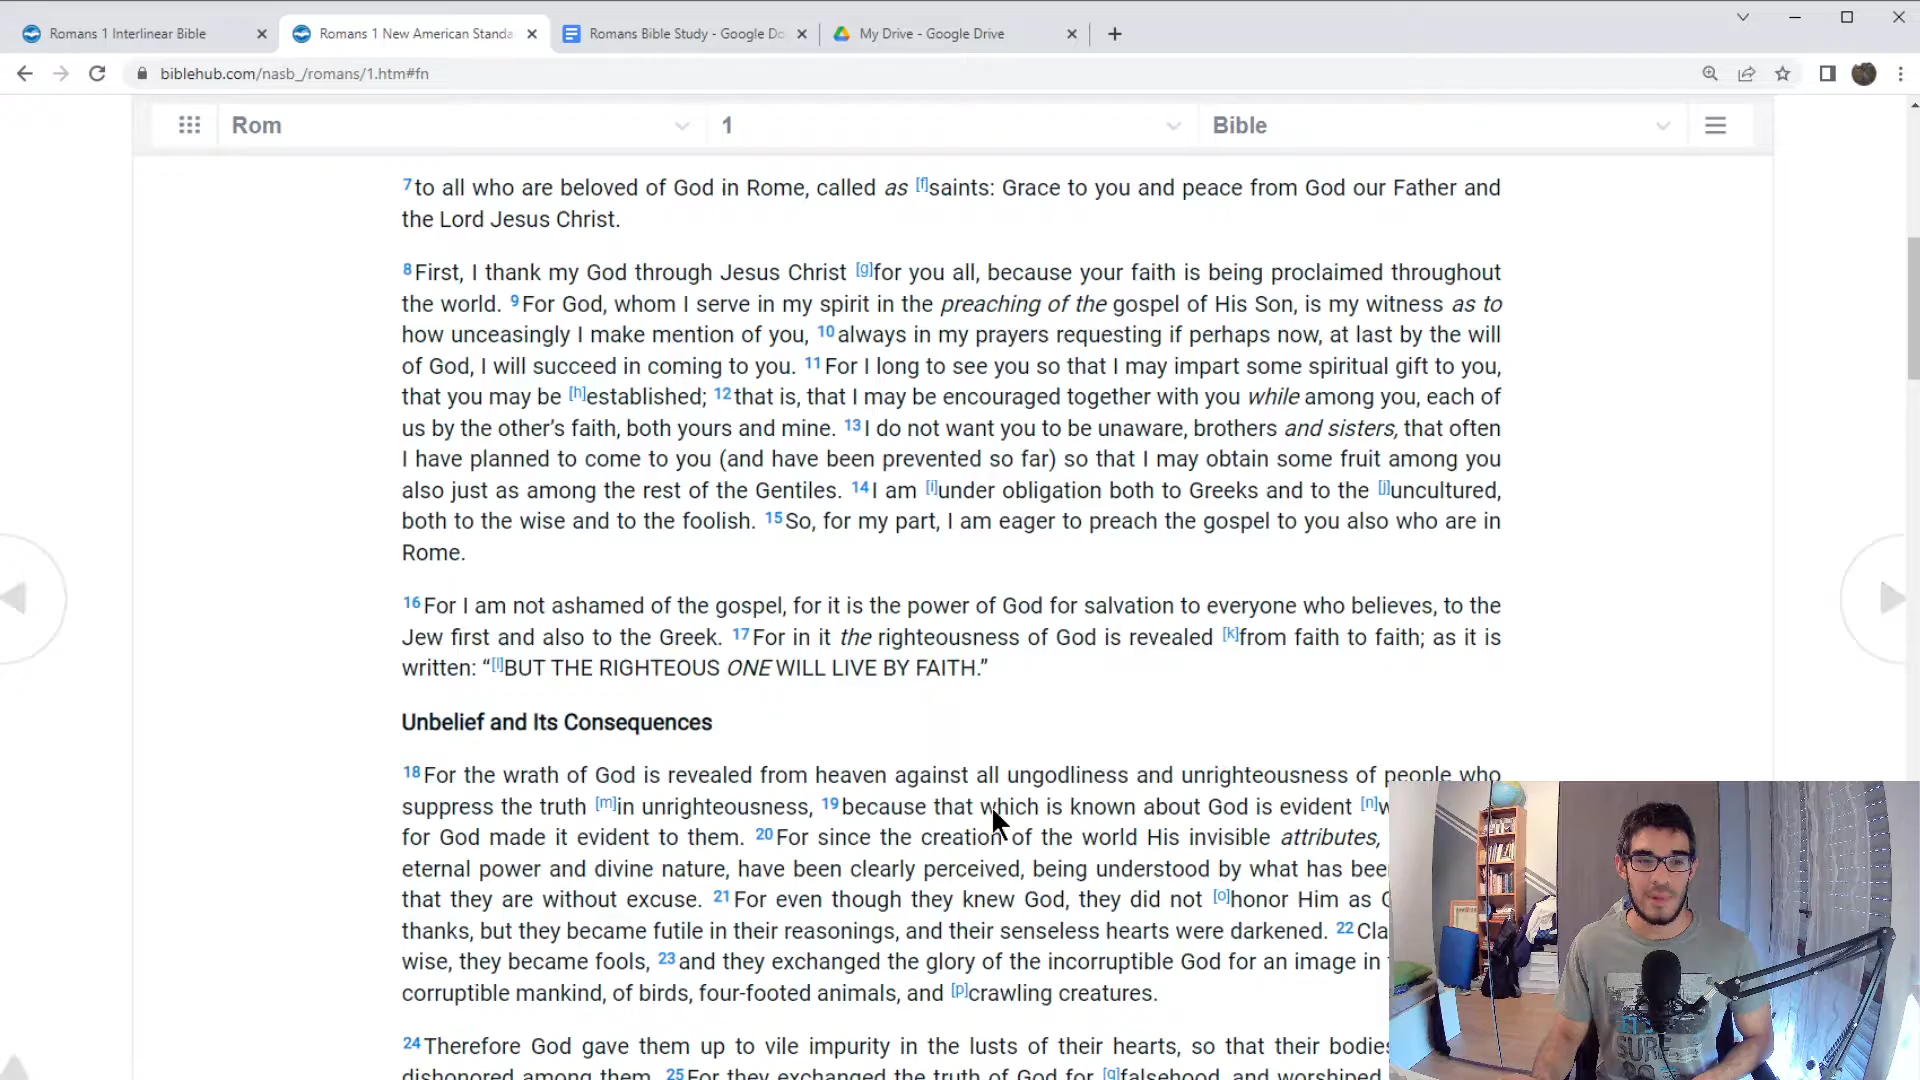 Romans 1 Interlinear Bible
Romans 1 New American Standa
Romans Bible Study - Google Do
My Drive - Google Drive
biblehub.com/nasb_/romans/1.htm#fn
Rom
1
Bible
7to all who are beloved of God in Rome, called as [f]saints: Grace to you and peace from God our Father and
the Lord Jesus Christ.
8First, I thank my God through Jesus Christ [g]for you all, because your faith is being proclaimed throughout
the world. 9For God, whom I serve in my spirit in the preaching of the gospel of His Son, is my witness as to
how unceasingly I make mention of you, 10always in my prayers requesting if perhaps now, at last by the will
of God, I will succeed in coming to you. 11For I long to see you so that I may impart some spiritual gift to you,
that you may be [h]established; 12that is, that I may be encouraged together with you while among you, each of
us by the other’s faith, both yours and mine. 13I do not want you to be unaware, brothers and sisters, that often
I have planned to come to you (and have been prevented so far) so that I may obtain some fruit among you
also just as among the rest of the Gentiles. 14I am [i]under obligation both to Greeks and to the [j]uncultured,
both to the wise and to the foolish. 15So, for my part, I am eager to preach the gospel to you also who are in
Rome.
16For I am not ashamed of the gospel, for it is the power of God for salvation to everyone who believes, to the
Jew first and also to the Greek. 17For in it the righteousness of God is revealed [k]from faith to faith; as it is
written: “[l]BUT THE RIGHTEOUS ONE WILL LIVE BY FAITH.”
Unbelief and Its Consequences
18For the wrath of God is revealed from heaven against all ungodliness and unrighteousness of people who
suppress the truth [m]in unrighteousness, 19because that which is known about God is evident [n]w
for God made it evident to them. 20For since the creation of the world His invisible attributes,
eternal power and divine nature, have been clearly perceived, being understood by what has bee
that they are without excuse. 21For even though they knew God, they did not [o]honor Him as G
thanks, but they became futile in their reasonings, and their senseless hearts were darkened. 22Cla
wise, they became fools, 23and they exchanged the glory of the incorruptible God for an image in
corruptible mankind, of birds, four-footed animals, and [p]crawling creatures.
24Therefore God gave them up to vile impurity in the lusts of their hearts, so that their bodies
dishonored among them. 25For they exchanged the truth of God for [q]falsehood, and worshiped
SURE